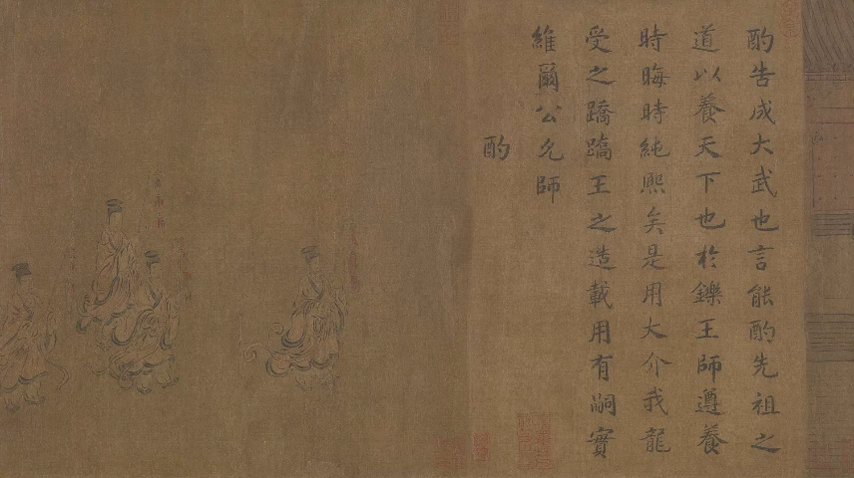 酌告成大武也言能酌先祖之
道以養天下也於鑠王師遵養
時晦時純熙矣是用大介我龍
受之蹻蹻王之造載用有嗣實
維爾公允師
酌